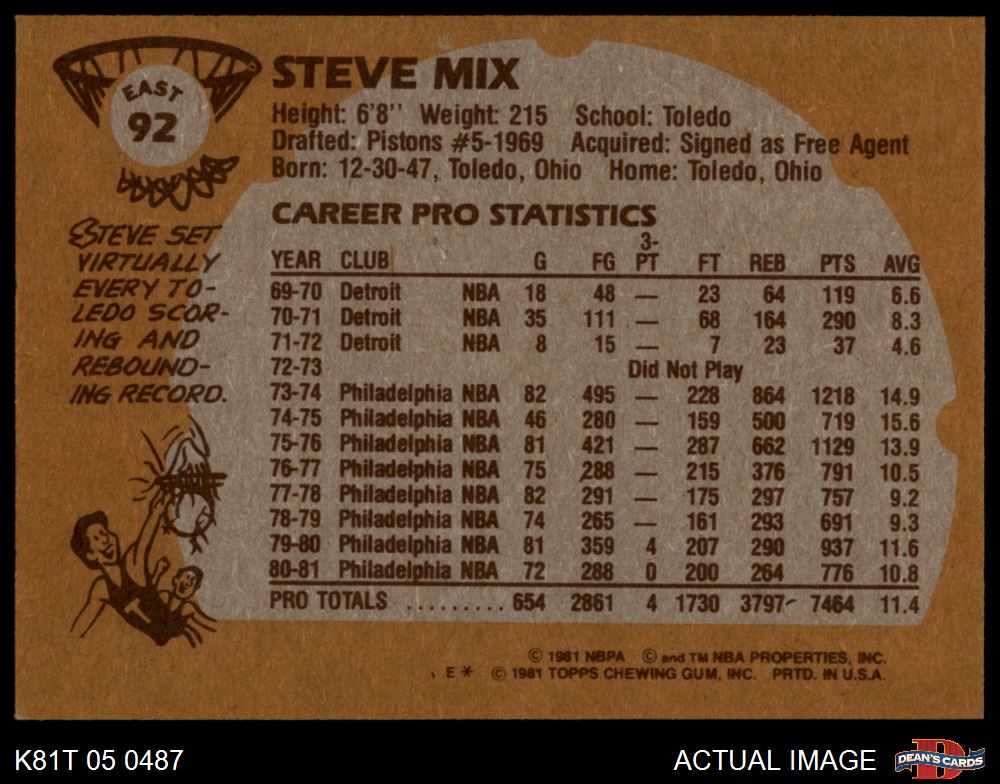 EAST
92
STEVE MIX
Height: 6'8'' Weight: 215 School: Toledo
Drafted: Pistons #5-1969 Acquired: Signed as Free Agent
Born: 12-30-47, Toledo, Ohio Home: Toledo, Ohio
STEVE SET
VIRTUALLY
EVERY TO-
LEDO SCOR-
ING AND
REBOUND-
ING RECORD.
CAREER PRO STATISTICS
YEAR CLUB G FG 3-PT FT REB PTS AVG
69-70 Detroit NBA 18 48 — 23 64 119 6.6
70-71 Detroit NBA 35 111 — 68 164 290 8.3
71-72 Detroit NBA 8 15 — 7 23 37 4.6
72-73 Did Not Play
73-74 Philadelphia NBA 82 495 — 228 864 1218 14.9
74-75 Philadelphia NBA 46 280 — 159 500 719 15.6
75-76 Philadelphia NBA 81 421 — 287 662 1129 13.9
76-77 Philadelphia NBA 75 288 — 215 376 791 10.5
77-78 Philadelphia NBA 82 291 — 175 297 757 9.2
78-79 Philadelphia NBA 74 265 — 161 293 691 9.3
79-80 Philadelphia NBA 81 359 4 207 290 937 11.6
80-81 Philadelphia NBA 72 288 0 200 264 776 10.8
PRO TOTALS ......... 654 2861 4 1730 3797 7464 11.4
© 1981 NBPA © and TM NBA PROPERTIES, INC.
E * © 1981 TOPPS CHEWING GUM, INC. PRTD. IN U.S.A.
K81T 05 0487
ACTUAL IMAGE
D
DEAN'S CARDS